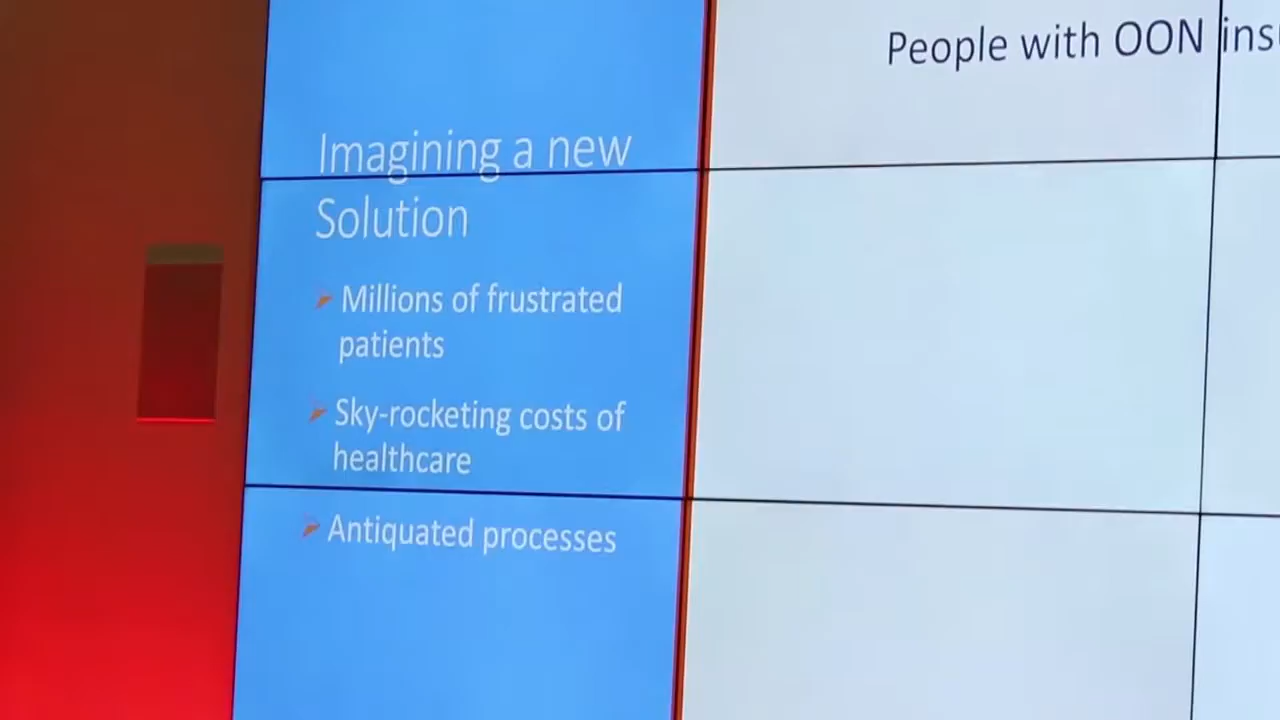 Imagining a new
Solution
Millions of frustrated
patients
Sky-rocketing costs of
healthcare
Antiquated processes
People with OON